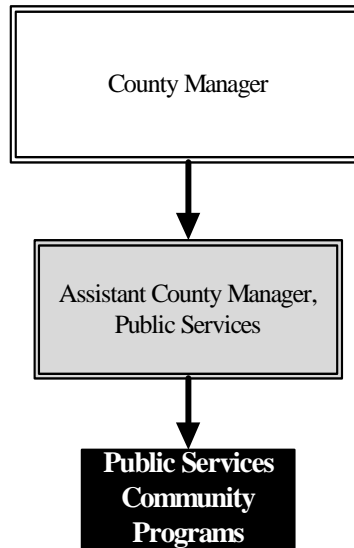 County Manager
Assistant County Manager,
Public Services
Public Services
Community
Programs